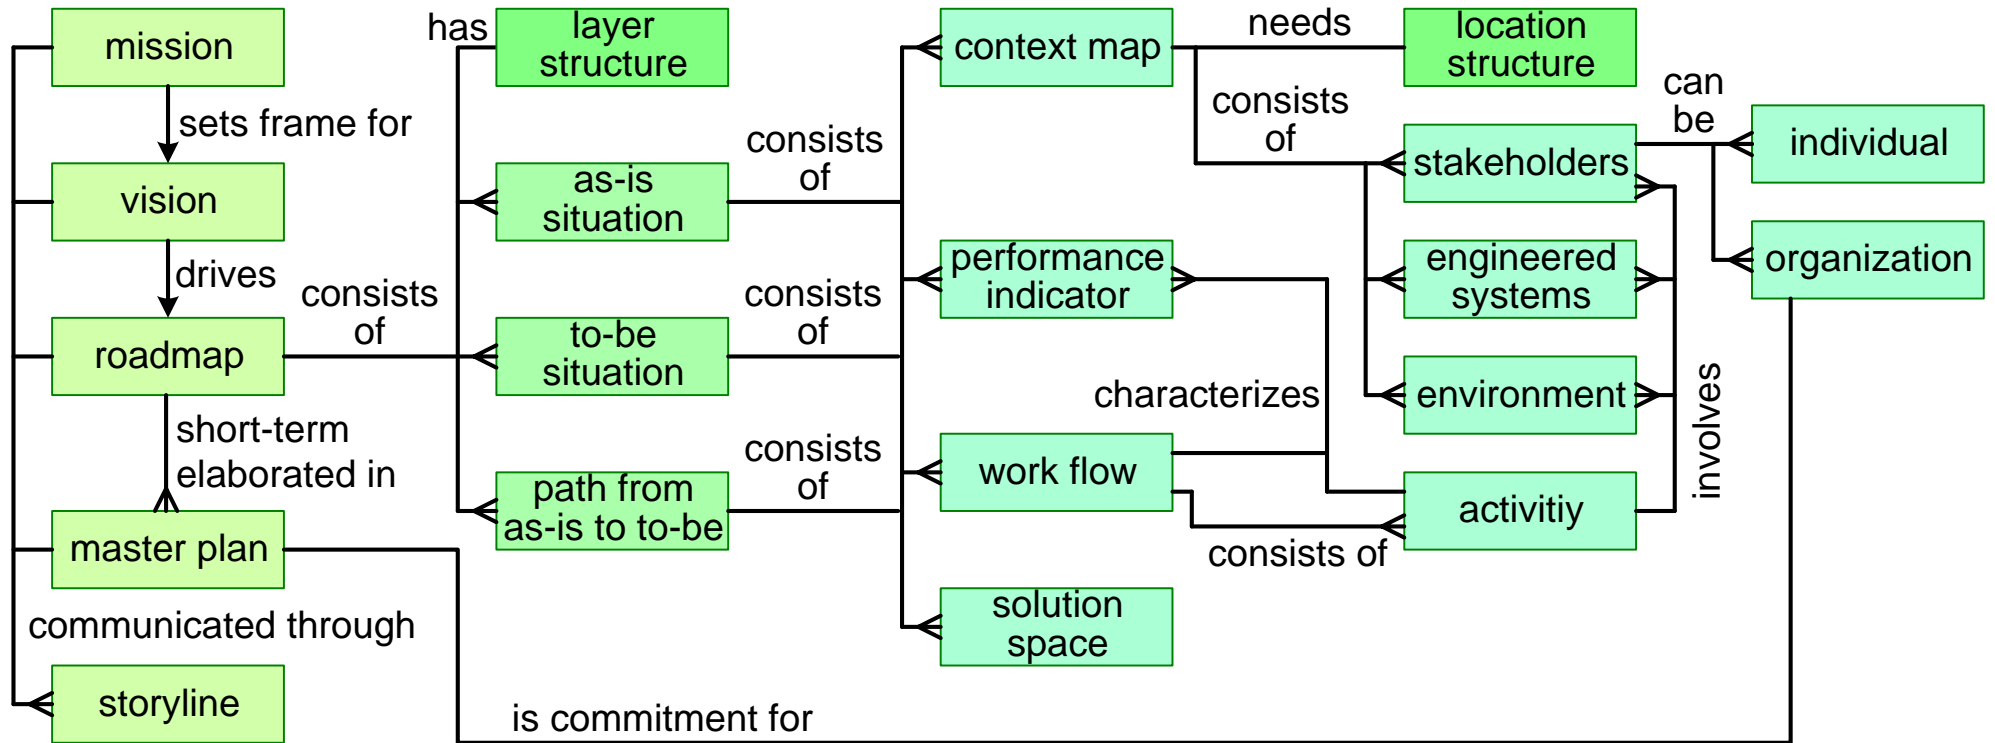 mission
sets frame for
vision
drives
roadmap
short-term
elaborated in
master plan
communicated through
storyline
consists
of
has
layer
structure
as-is
situation
to-be
situation
path from
as-is to to-be
consists
of
consists
of
consists
of
context map
performance
indicator
work flow
solution
space
needs
location
structure
consists
of
stakeholders
engineered
systems
environment
characterizes
activitiy
consists of
involves
can
be
individual
organization
is commitment for